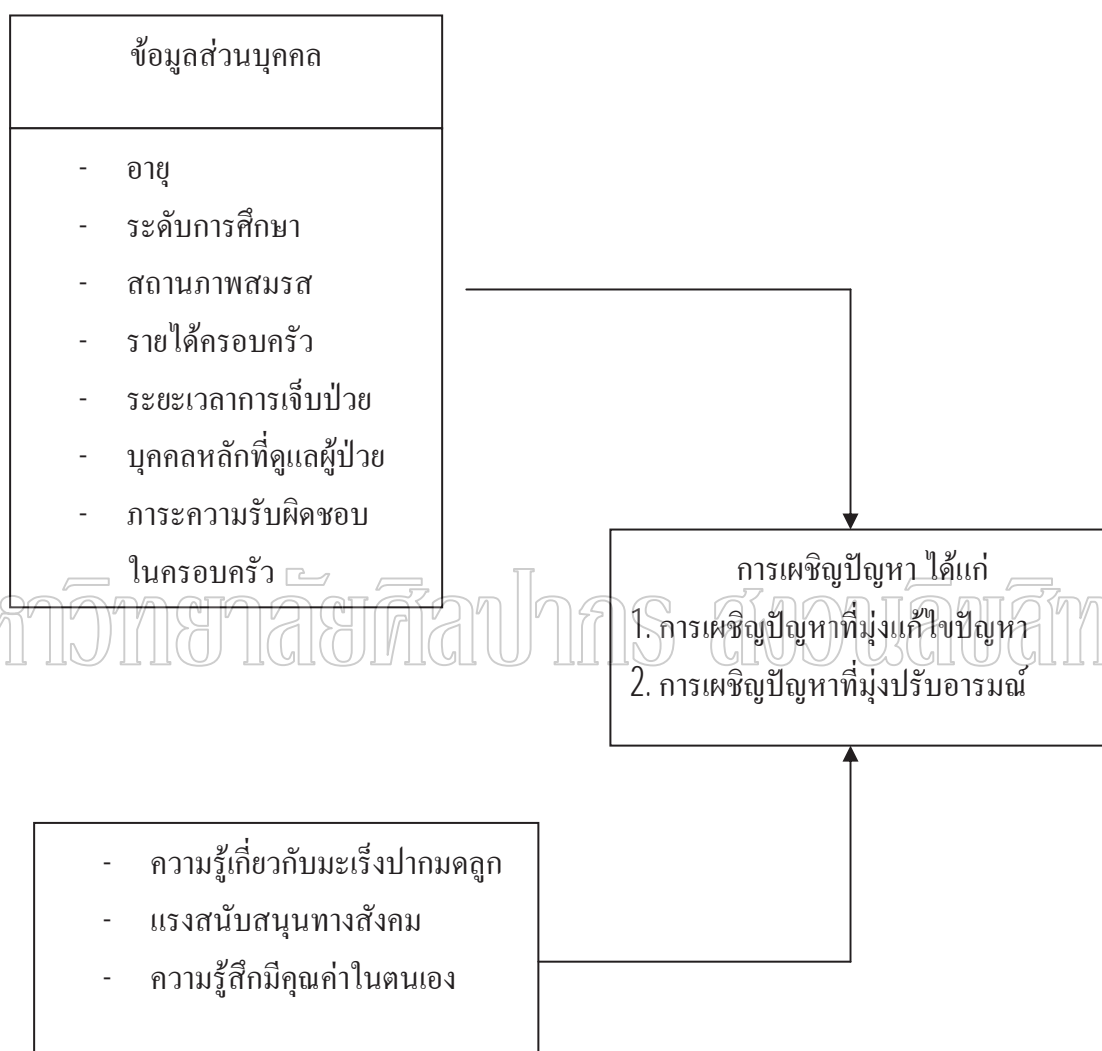 ข้อมูลส่วนบุคคล
- อายุ
- ระดับการศึกษา
- สถานภาพสมรส
- รายได้ครอบครัว
- ระยะเวลาการเจ็บป่วย
- บุคคลหลักที่ดูแลผู้ป่วย
- ภาระความรับผิดชอบ
ในครอบครัว
การเผชิญปัญหา ได้แก่
1. การเผชิญปัญหาที่มุ่งแก้ไขปัญหา
2. การเผชิญปัญหาที่มุ่งปรับอารมณ์
- ความรู้เกี่ยวกับมะเร็งปากมดลูก
- แรงสนับสนุนทางสังคม
- ความรู้สึกมีคุณค่าในตนเอง